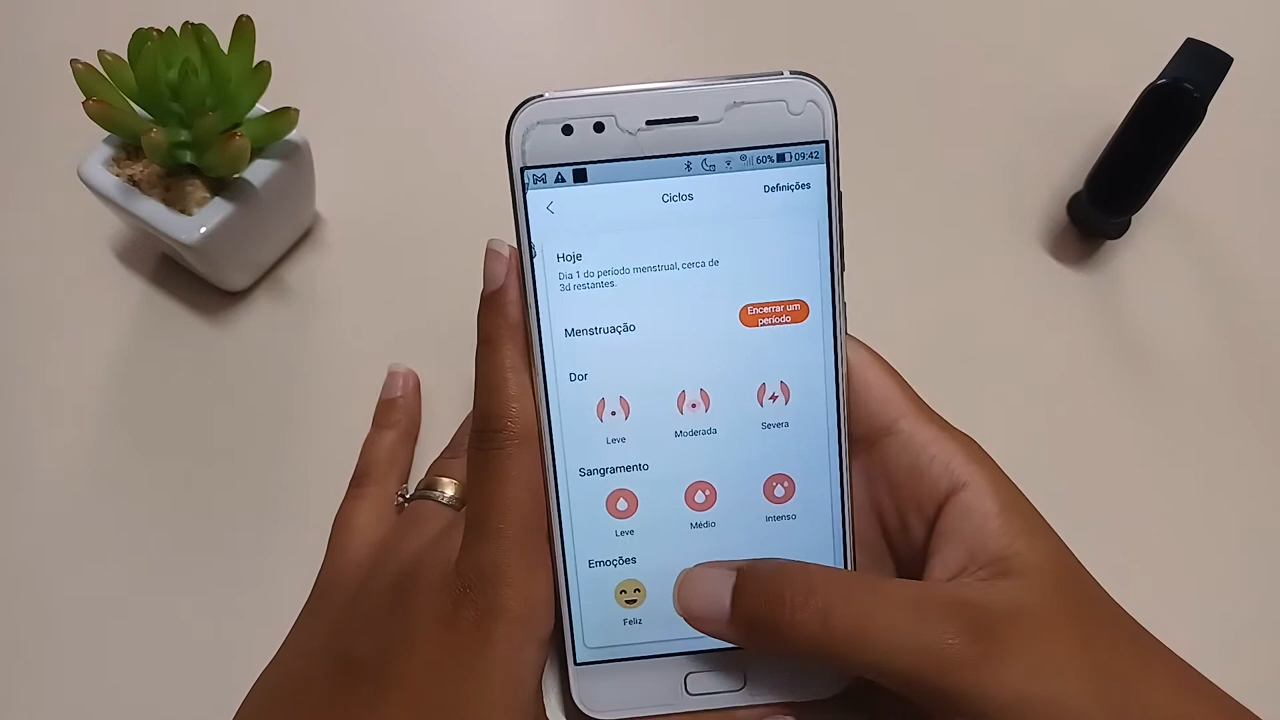 60% 09:42
Ciclos
Definições
Hoje
Dia 1 do período menstrual, cerca de
3d restantes.
Menstruação
Encerrar um
período
Dor
Leve
Moderada
Severa
Sangramento
Leve
Médio
Intenso
Emoções
Feliz